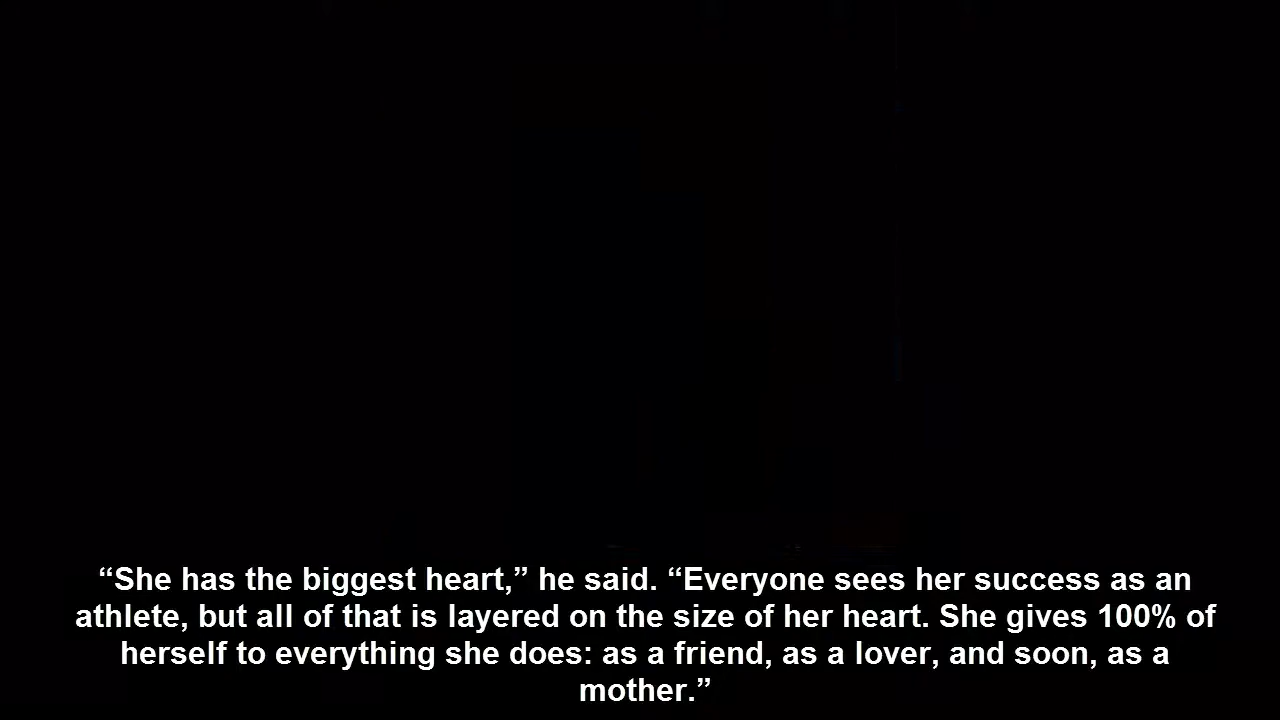 “She has the biggest heart,” he said. “Everyone sees her success as an
athlete, but all of that is layered on the size of her heart. She gives 100% of
herself to everything she does: as a friend, as a lover, and soon, as a
mother.”